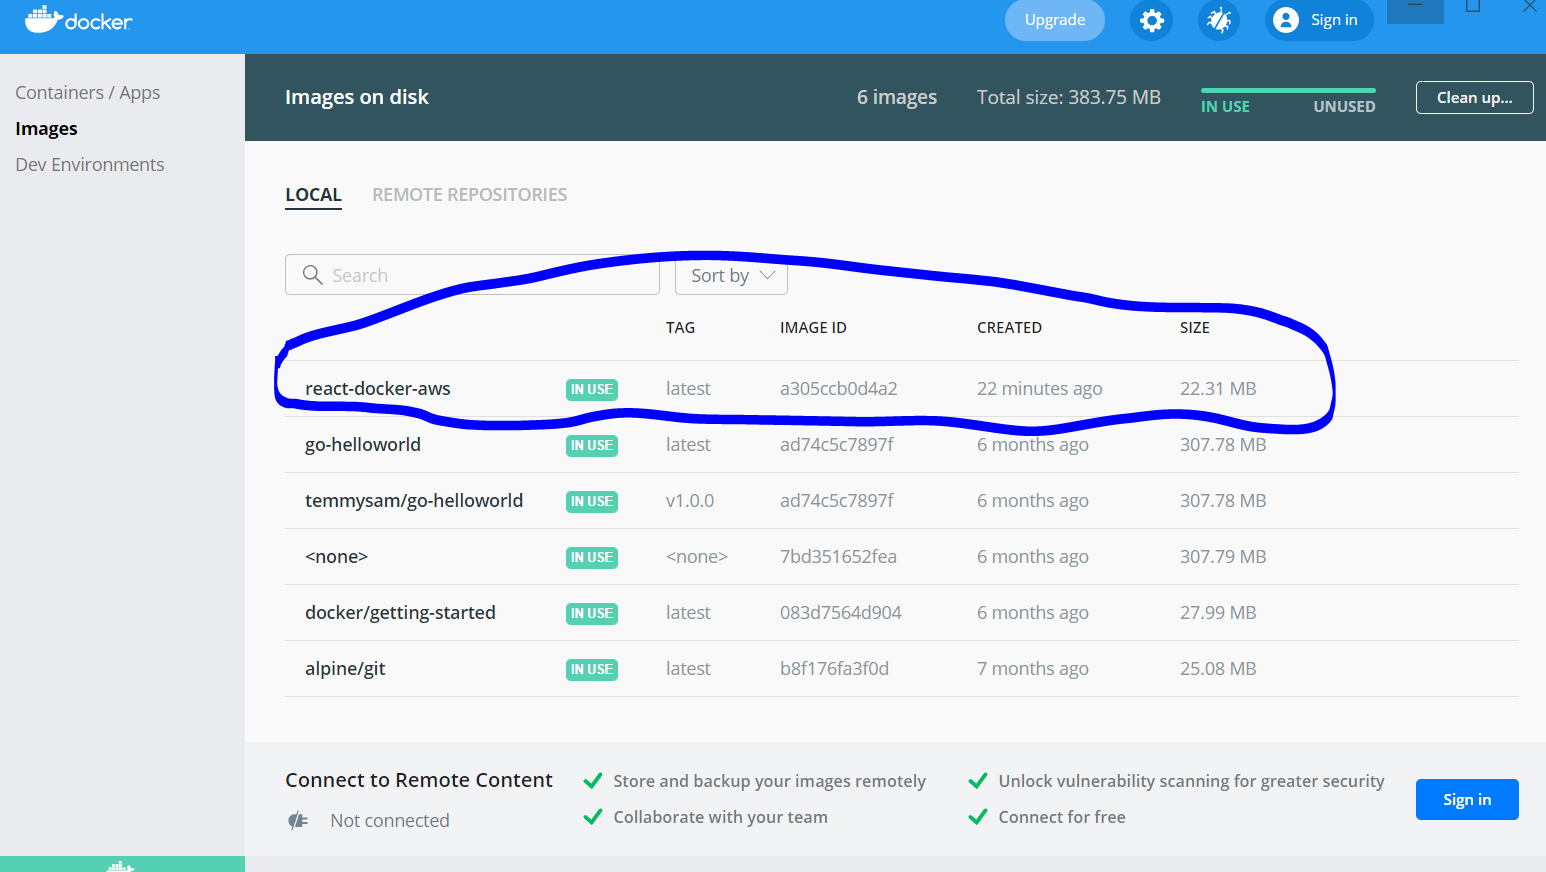 docker
Upgrade
Sign in
Containers / Apps
Images
Dev Environments
Images on disk
6 images
Total size: 383.75 MB
IN USE UNUSED
Clean up...
LOCAL REMOTE REPOSITORIES
Search
Sort by
TAG IMAGE ID CREATED SIZE
react-docker-aws IN USE latest a305ccb0d4a2 22 minutes ago 22.31 MB
go-helloworld IN USE latest ad74c5c7897f 6 months ago 307.78 MB
temmysam/go-helloworld IN USE v1.0.0 ad74c5c7897f 6 months ago 307.78 MB
<none> IN USE <none> 7bd351652fea 6 months ago 307.79 MB
docker/getting-started IN USE latest 083d7564d904 6 months ago 27.99 MB
alpine/git IN USE latest b8f176fa3f0d 7 months ago 25.08 MB
Connect to Remote Content
Not connected
Store and backup your images remotely
Collaborate with your team
Unlock vulnerability scanning for greater security
Connect for free
Sign in